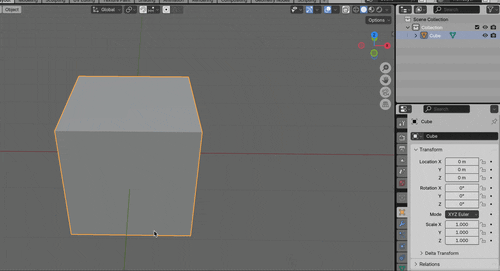 Object
Global
Options
Scene Collection
Collection
Cube
Search
Cube
Cube
Transform
Location X 0 m
Y 0 m
Z 0 m
Rotation X 0°
Y 0°
Z 0°
Mode XYZ Euler
Scale X 1.000
Y 1.000
Z 1.000
Delta Transform
Relations